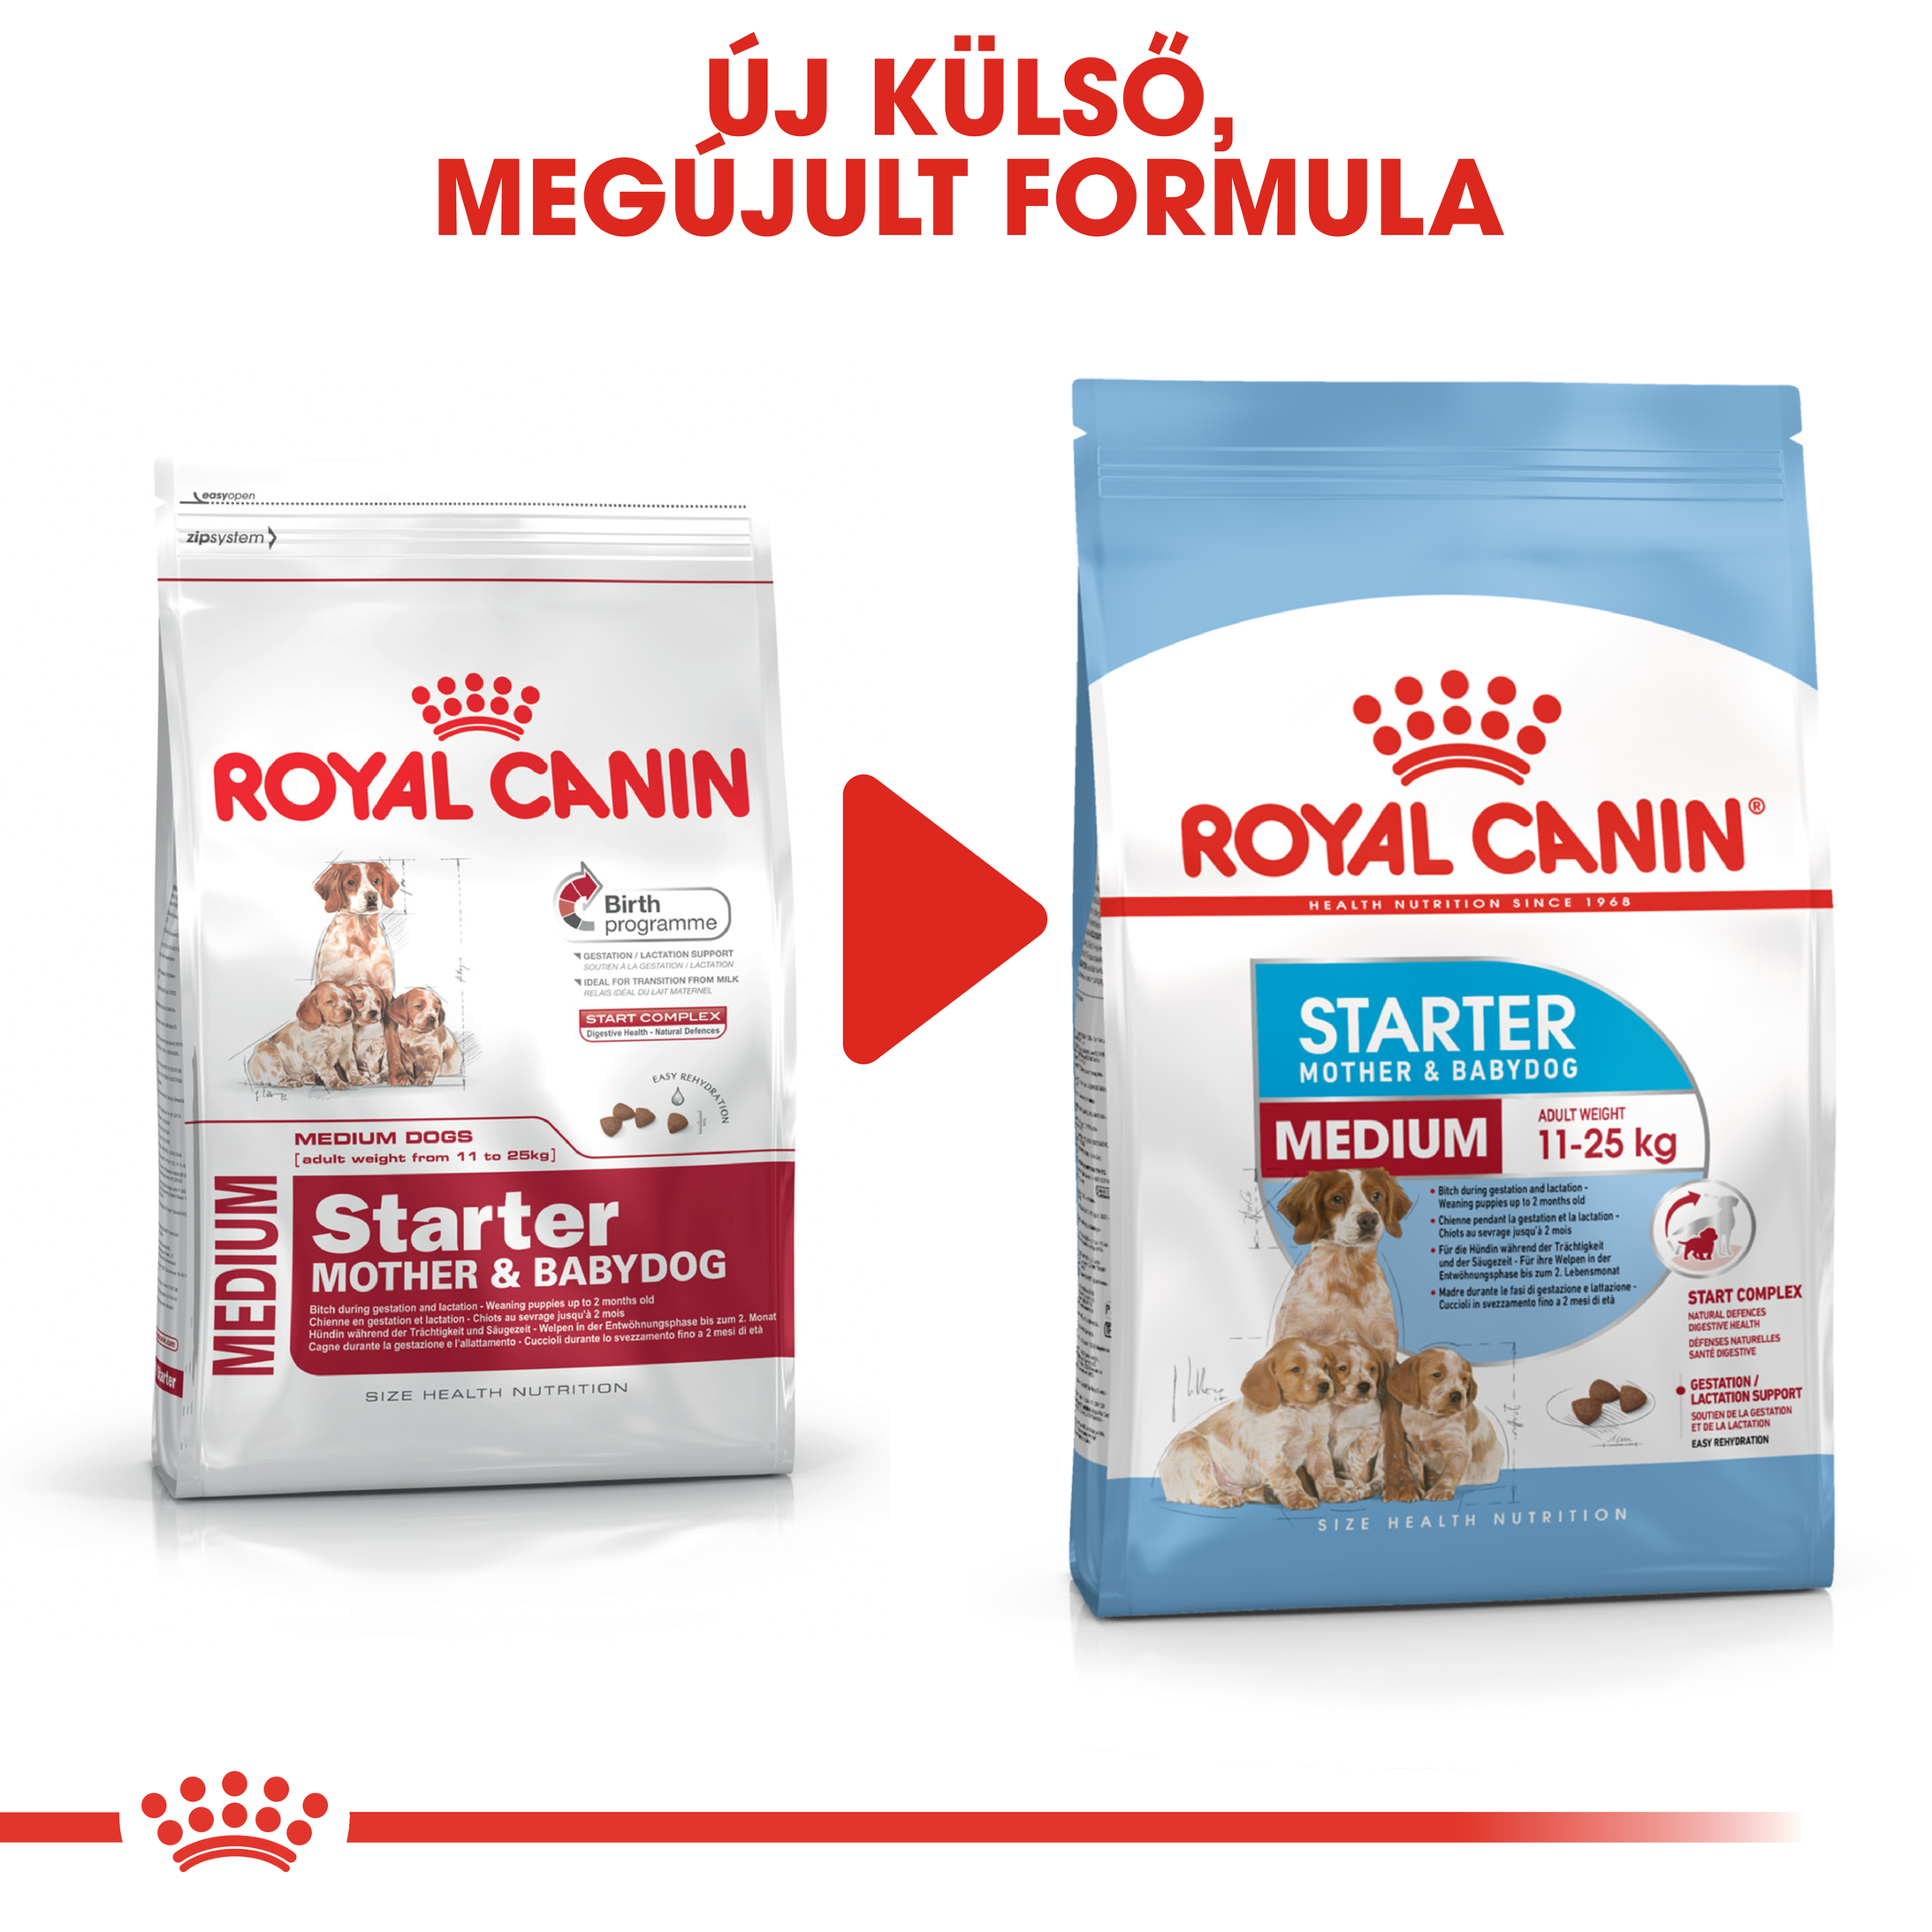 ÚJ KÜLSŐ,
MEGÚJULT FORMULA
easyopen
zipsystem
ROYAL CANIN
Birth
programme
GESTATION / LACTATION SUPPORT
SOUTIEN À LA GESTATION / LACTATION
IDEAL FOR TRANSITION FROM MILK
RELAIS IDÉAL DU LAIT MATERNEL
START COMPLEX
Digestive Health - Natural Defences
EASY REHYDRATION
MEDIUM DOGS
[adult weight from 11 to 25kg]
MEDIUM
Starter
MOTHER & BABYDOG
Bitch during gestation and lactation - Weaning puppies up to 2 months old
Chienne en gestation et lactation - Chiots au sevrage jusqu'à 2 mois
Hündin während der Trächtigkeit und Säugezeit - Welpen in der Entwöhnungsphase bis zum 2. Monat
Cagne durante la gestazione e l'allattamento - Cuccioli durante lo svezzamento fino a 2 mesi di età
Starter
SIZE HEALTH NUTRITION
ROYAL CANIN®
HEALTH NUTRITION SINCE 1968
STARTER
MOTHER & BABYDOG
MEDIUM
ADULT WEIGHT
11-25 kg
• Bitch during gestation and lactation -
Weaning puppies up to 2 months old
• Chienne pendant la gestation et la lactation -
Chiots au sevrage jusqu'à 2 mois
• Für die Hündin während der Trächtigkeit
und der Säugezeit - Für ihre Welpen in der
Entwöhnungsphase bis zum 2. Lebensmonat
• Madre durante le fasi di gestazione e lattazione -
Cuccioli in svezzamento fino a 2 mesi di età
START COMPLEX
NATURAL DEFENCES
DIGESTIVE HEALTH
DÉFENSES NATURELLES
SANTÉ DIGESTIVE
• GESTATION /
LACTATION SUPPORT
SOUTIEN DE LA GESTATION
ET DE LA LACTATION
EASY REHYDRATION
1cm
SIZE HEALTH NUTRITION